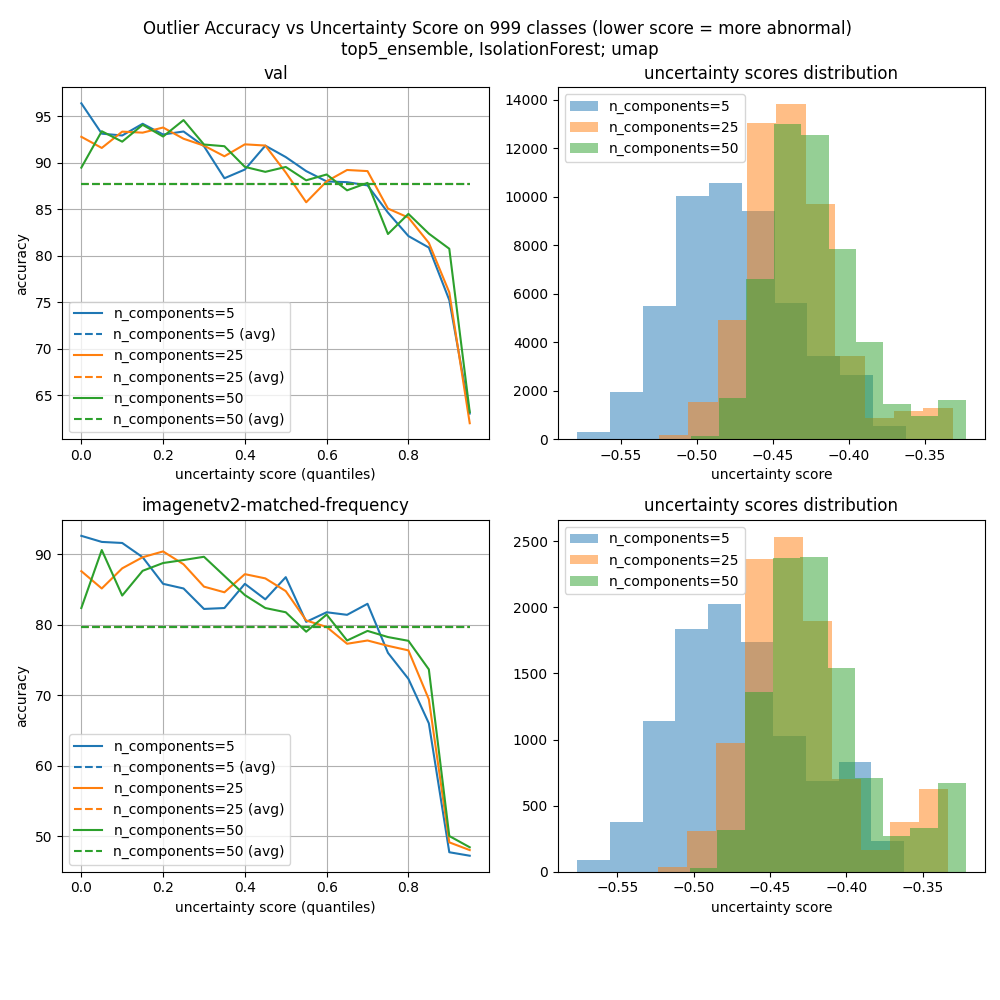 Outlier Accuracy vs Uncertainty Score on 999 classes (lower score = more abnormal)
top5_ensemble, IsolationForest; umap
val
95
90
85
80
75
70
65
accuracy
n_components=5
n_components=5 (avg)
n_components=25
n_components=25 (avg)
n_components=50
n_components=50 (avg)
0.0 0.2 0.4 0.6 0.8
uncertainty score (quantiles)
uncertainty scores distribution
14000
12000
10000
8000
6000
4000
2000
0
n_components=5
n_components=25
n_components=50
−0.55 −0.50 −0.45 −0.40 −0.35
uncertainty score
imagenetv2-matched-frequency
90
80
70
60
50
accuracy
n_components=5
n_components=5 (avg)
n_components=25
n_components=25 (avg)
n_components=50
n_components=50 (avg)
0.0 0.2 0.4 0.6 0.8
uncertainty score (quantiles)
uncertainty scores distribution
2500
2000
1500
1000
500
0
n_components=5
n_components=25
n_components=50
−0.55 −0.50 −0.45 −0.40 −0.35
uncertainty score